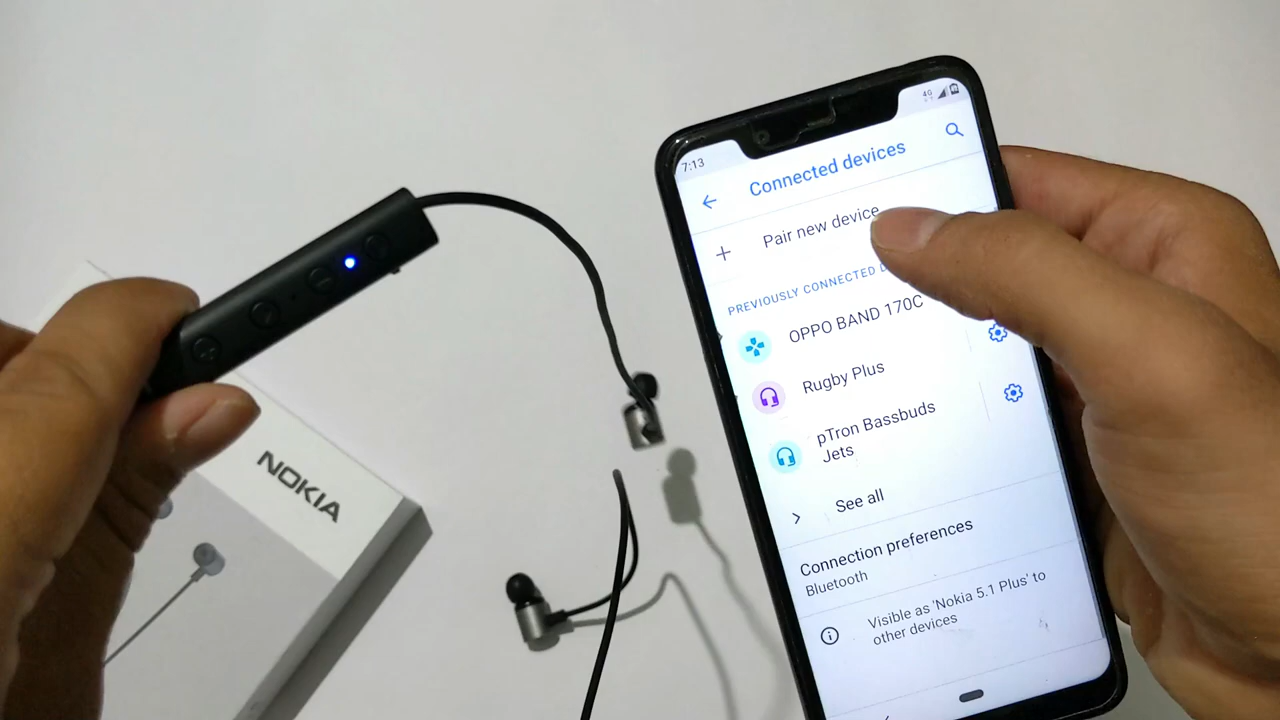 NOKIA
4G
7:13
Connected devices
Pair new device
PREVIOUSLY CONNECTED
OPPO BAND 170C
Rugby Plus
pTron Bassbuds
Jets
See all
Connection preferences
Bluetooth
Visible as 'Nokia 5.1 Plus' to
other devices